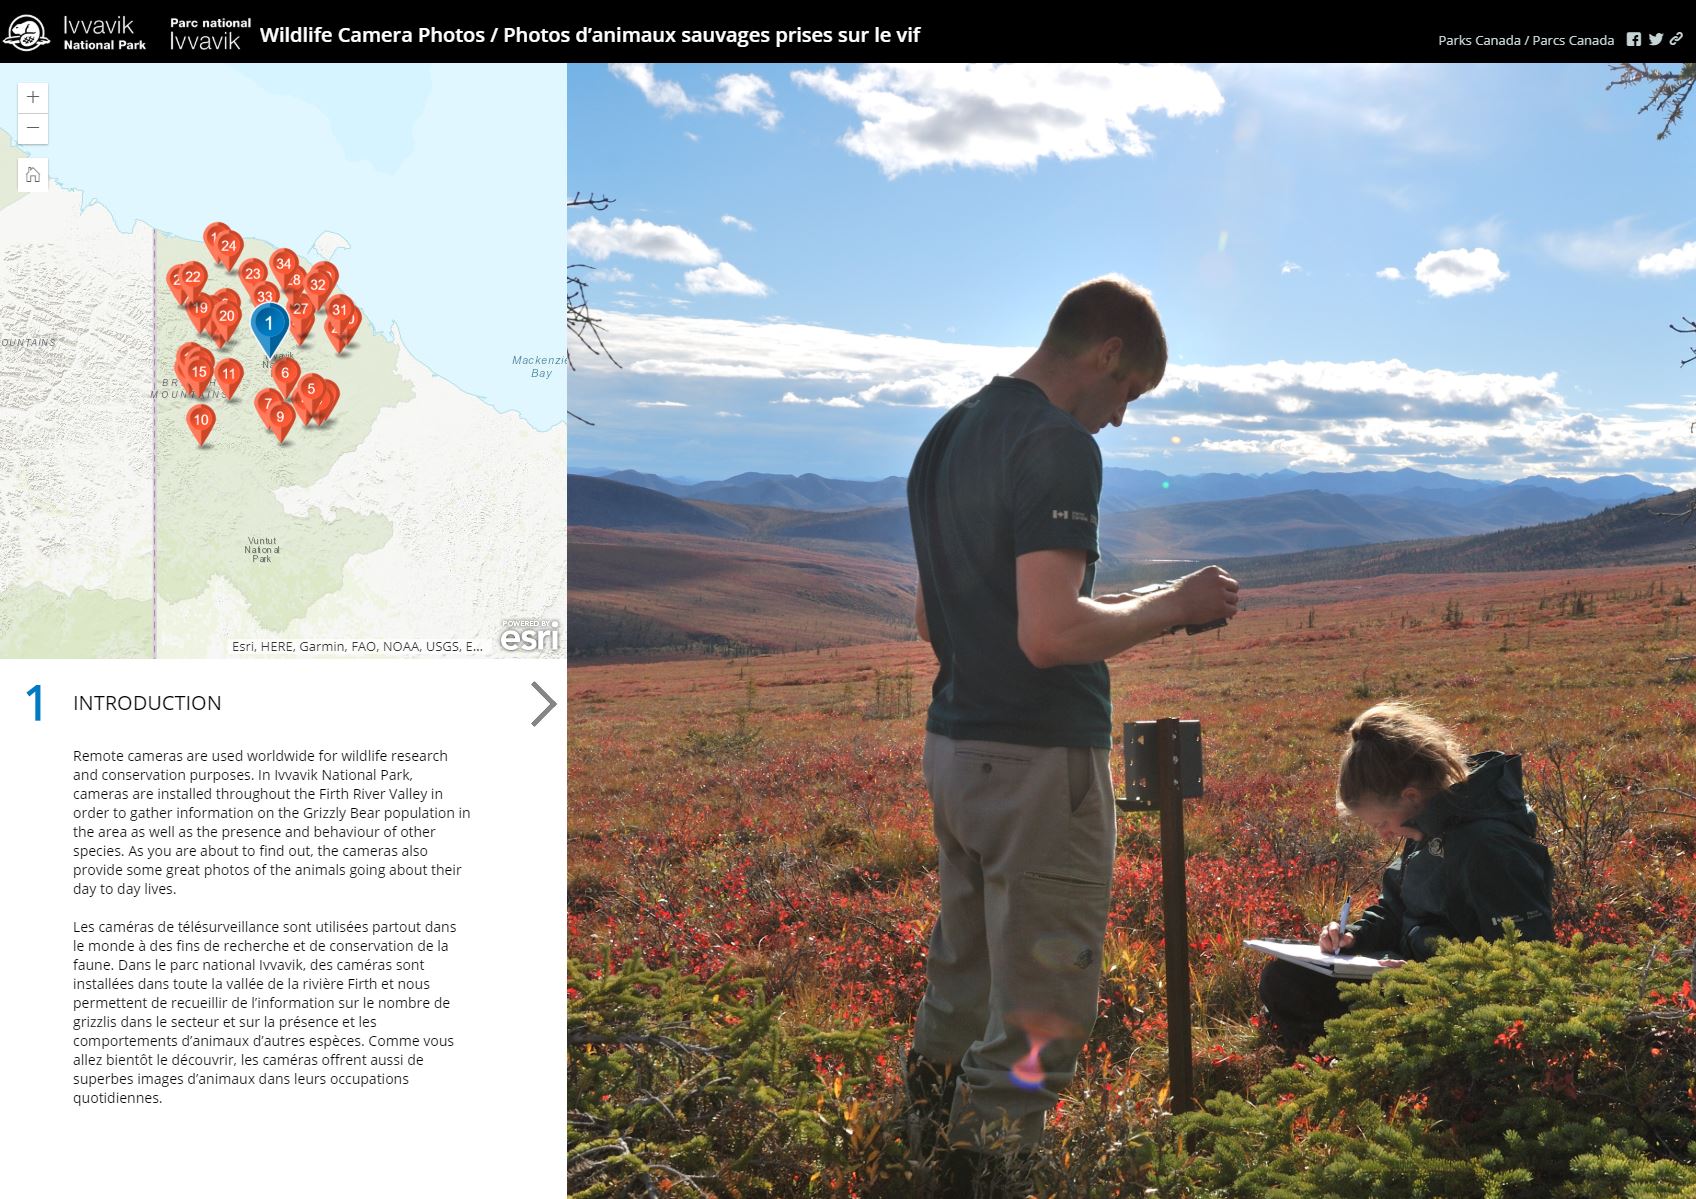 Ivvavik
National Park
Parc national
Ivvavik
Wildlife Camera Photos / Photos d’animaux sauvages prises sur le vif
Parks Canada / Parcs Canada
24
34
22
23
32
33
19
27
31
20
1
15
11
6
5
7
9
10
MOUNTAINS
Mackenzie
Bay
Vuntut
National
Park
POWERED BY
esri
Esri, HERE, Garmin, FAO, NOAA, USGS, E...
1 INTRODUCTION
Remote cameras are used worldwide for wildlife research
and conservation purposes. In Ivvavik National Park,
cameras are installed throughout the Firth River Valley in
order to gather information on the Grizzly Bear population in
the area as well as the presence and behaviour of other
species. As you are about to find out, the cameras also
provide some great photos of the animals going about their
day to day lives.
Les caméras de télésurveillance sont utilisées partout dans
le monde à des fins de recherche et de conservation de la
faune. Dans le parc national Ivvavik, des caméras sont
installées dans toute la vallée de la rivière Firth et nous
permettent de recueillir de l’information sur le nombre de
grizzlis dans le secteur et sur la présence et les
comportements d’animaux d’autres espèces. Comme vous
allez bientôt le découvrir, les caméras offrent aussi de
superbes images d’animaux dans leurs occupations
quotidiennes.